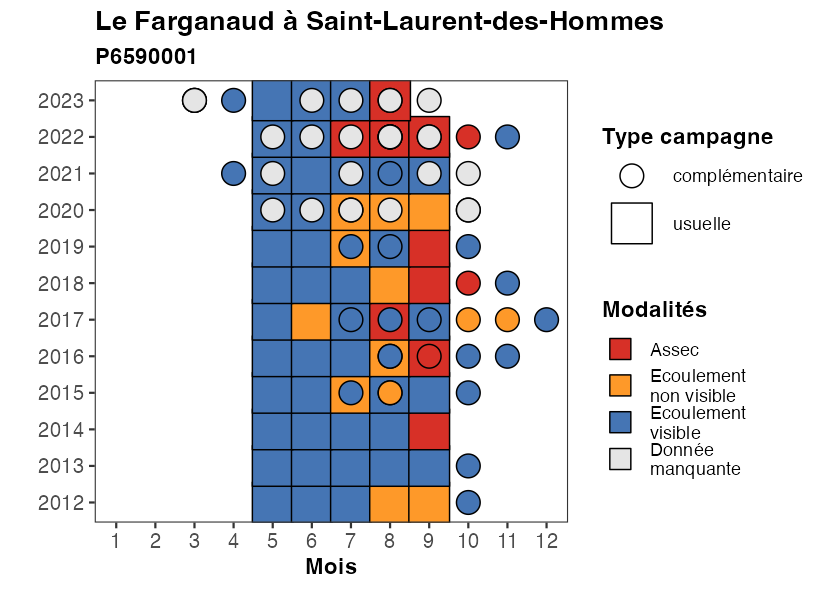 Le Farganaud à Saint-Laurent-des-Hommes
P6590001
2023
2022
2021
2020
2019
2018
2017
2016
2015
2014
2013
2012
1 2 3 4 5 6 7 8 9 10 11 12
Mois
Type campagne
complémentaire
usuelle
Modalités
Assec
Ecoulement
non visible
Ecoulement
visible
Donnée
manquante